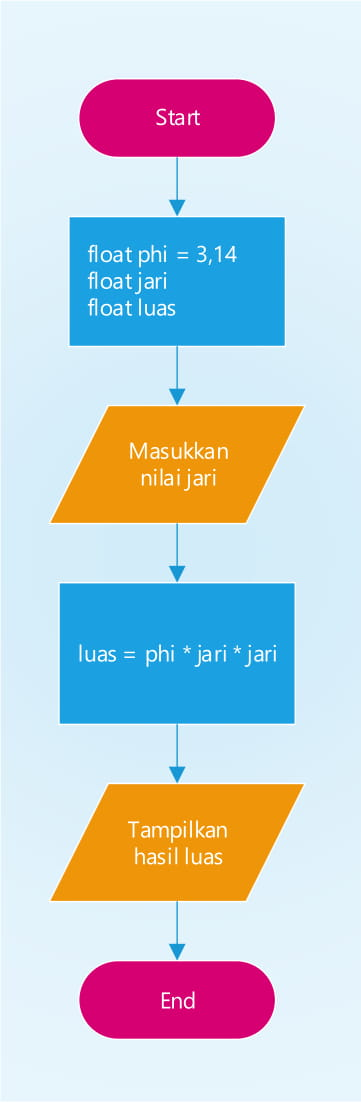 Start
float phi = 3,14
float jari
float luas
Masukkan
nilai jari
luas = phi * jari * jari
Tampilkan
hasil luas
End